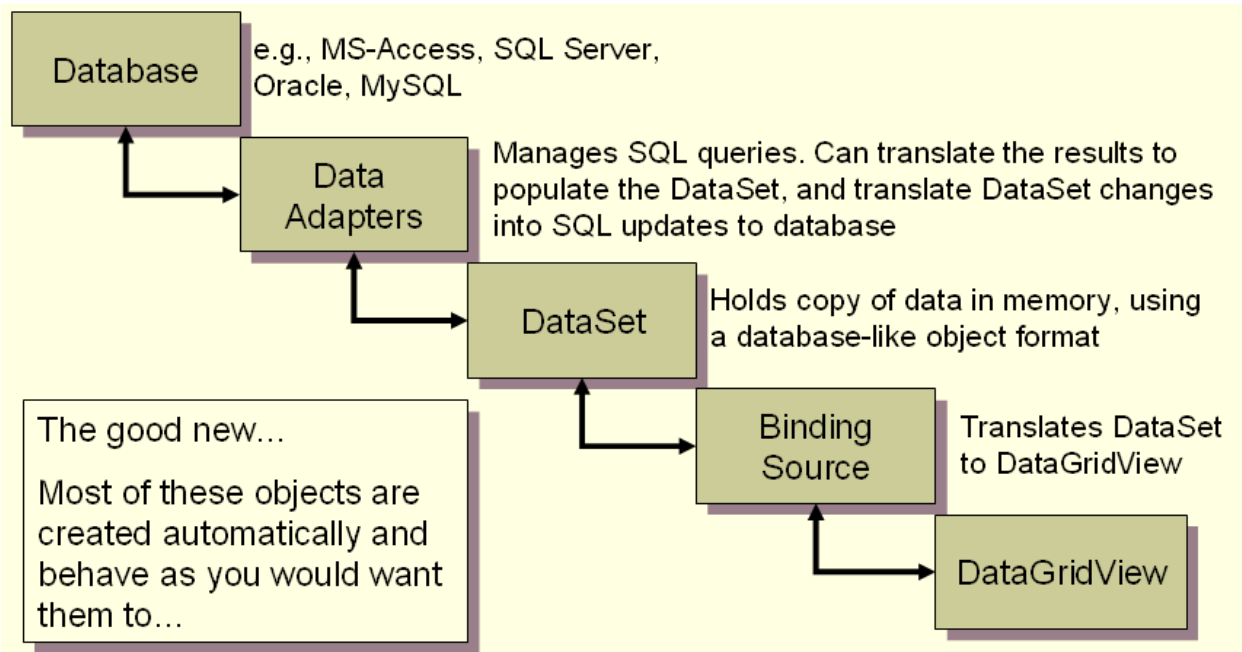 Database
e.g., MS-Access, SQL Server,
Oracle, MySQL
Data
Adapters
Manages SQL queries. Can translate the results to
populate the DataSet, and translate DataSet changes
into SQL updates to database
DataSet
Holds copy of data in memory, using
a database-like object format
Binding
Source
Translates DataSet
to DataGridView
DataGridView
The good new...
Most of these objects are
created automatically and
behave as you would want
them to...